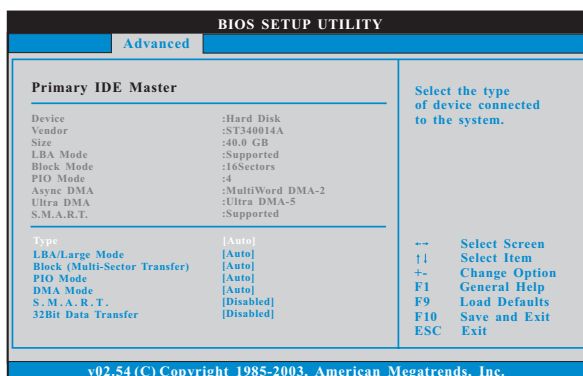 BIOS SETUP UTILITY
Advanced
Primary IDE Master
Device :Hard Disk
Vendor :ST340014A
Size :40.0 GB
LBA Mode :Supported
Block Mode :16Sectors
PIO Mode :4
Async DMA :MultiWord DMA-2
Ultra DMA :Ultra DMA-5
S.M.A.R.T. :Supported
Type [Auto]
LBA/Large Mode [Auto]
Block (Multi-Sector Transfer) [Auto]
PIO Mode [Auto]
DMA Mode [Auto]
S.M.A.R.T. [Disabled]
32Bit Data Transfer [Disabled]
Select the type
of device connected
to the system.
←→ Select Screen
↑↓ Select Item
+- Change Option
F1 General Help
F9 Load Defaults
F10 Save and Exit
ESC Exit
v02.54 (C) Copyright 1985-2003, American Megatrends, Inc.